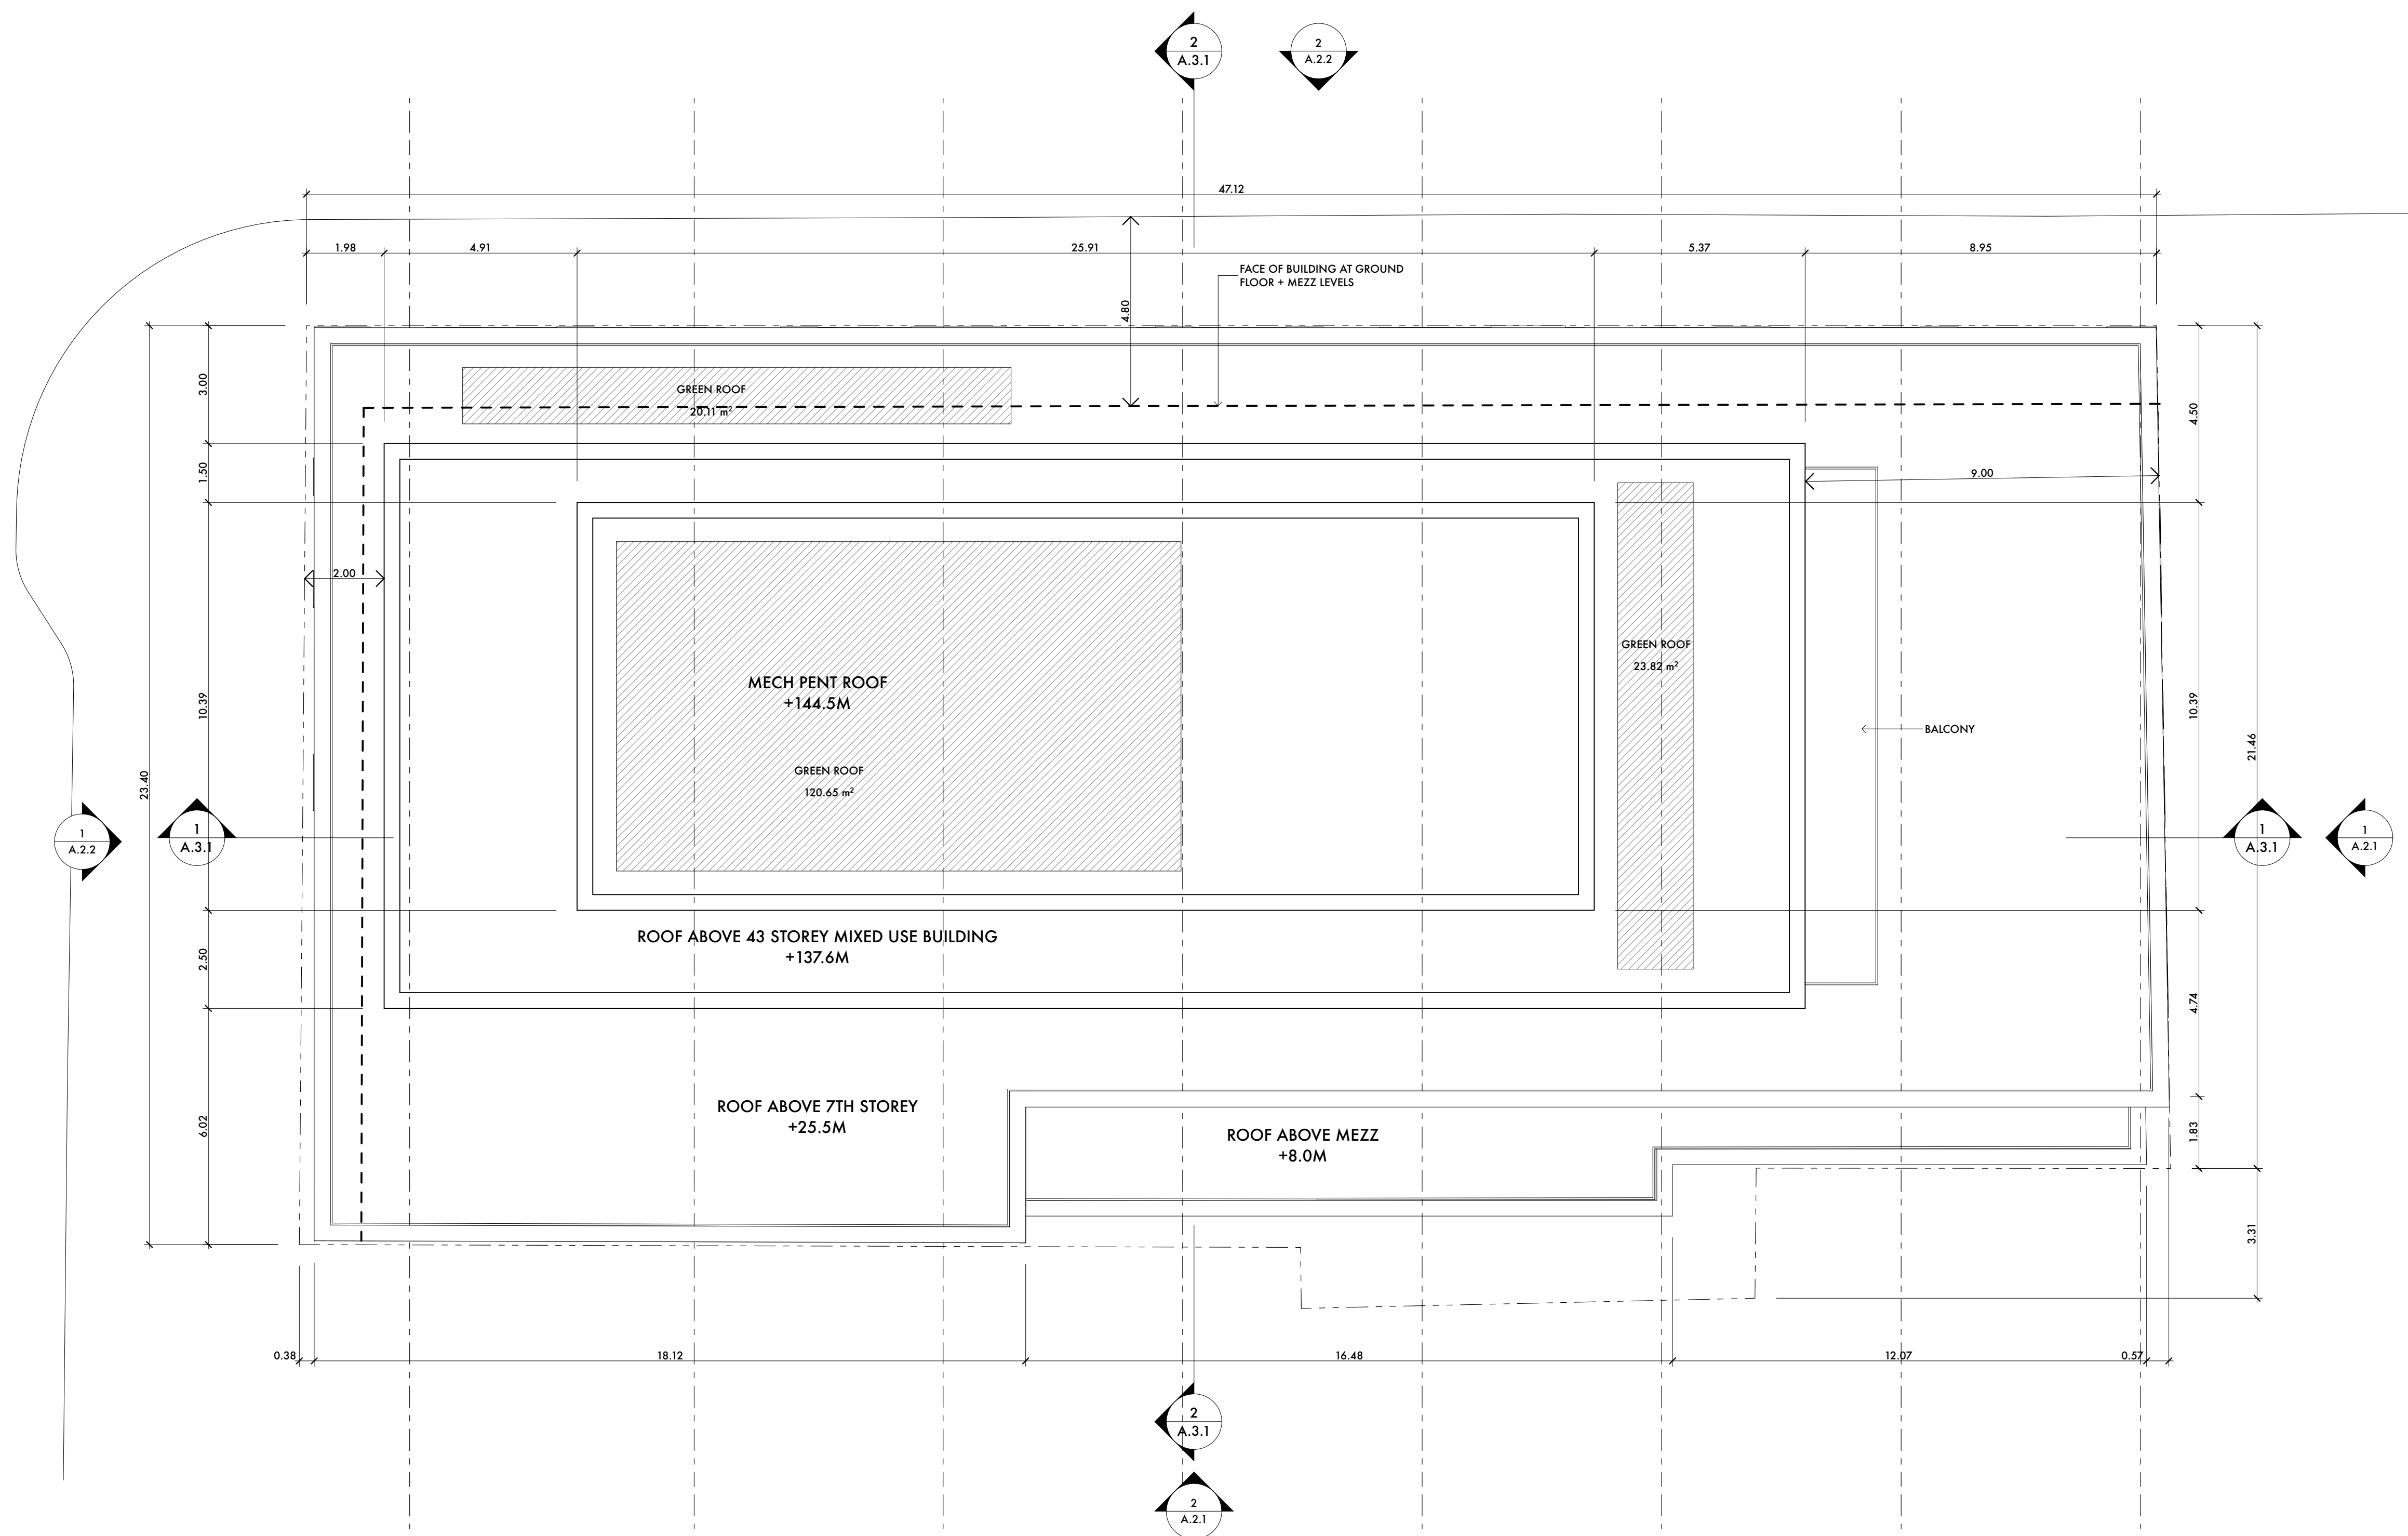 2
A.3.1
2
A.2.2
47.12
1.98
4.91
25.91
5.37
8.95
FACE OF BUILDING AT GROUND
FLOOR + MEZZ LEVELS
4.80
3.00
GREEN ROOF
20.11 m²
4.50
1.50
9.00
2.00
GREEN ROOF
23.82 m²
MECH PENT ROOF
+144.5M
10.39
10.39
BALCONY
21.46
GREEN ROOF
120.65 m²
23.40
1
A.2.2
1
A.3.1
1
A.3.1
1
A.2.1
ROOF ABOVE 43 STOREY MIXED USE BUILDING
+137.6M
2.50
4.74
ROOF ABOVE 7TH STOREY
+25.5M
6.02
ROOF ABOVE MEZZ
+8.0M
1.83
3.31
0.38
18.12
16.48
12.07
0.57
2
A.3.1
2
A.2.1